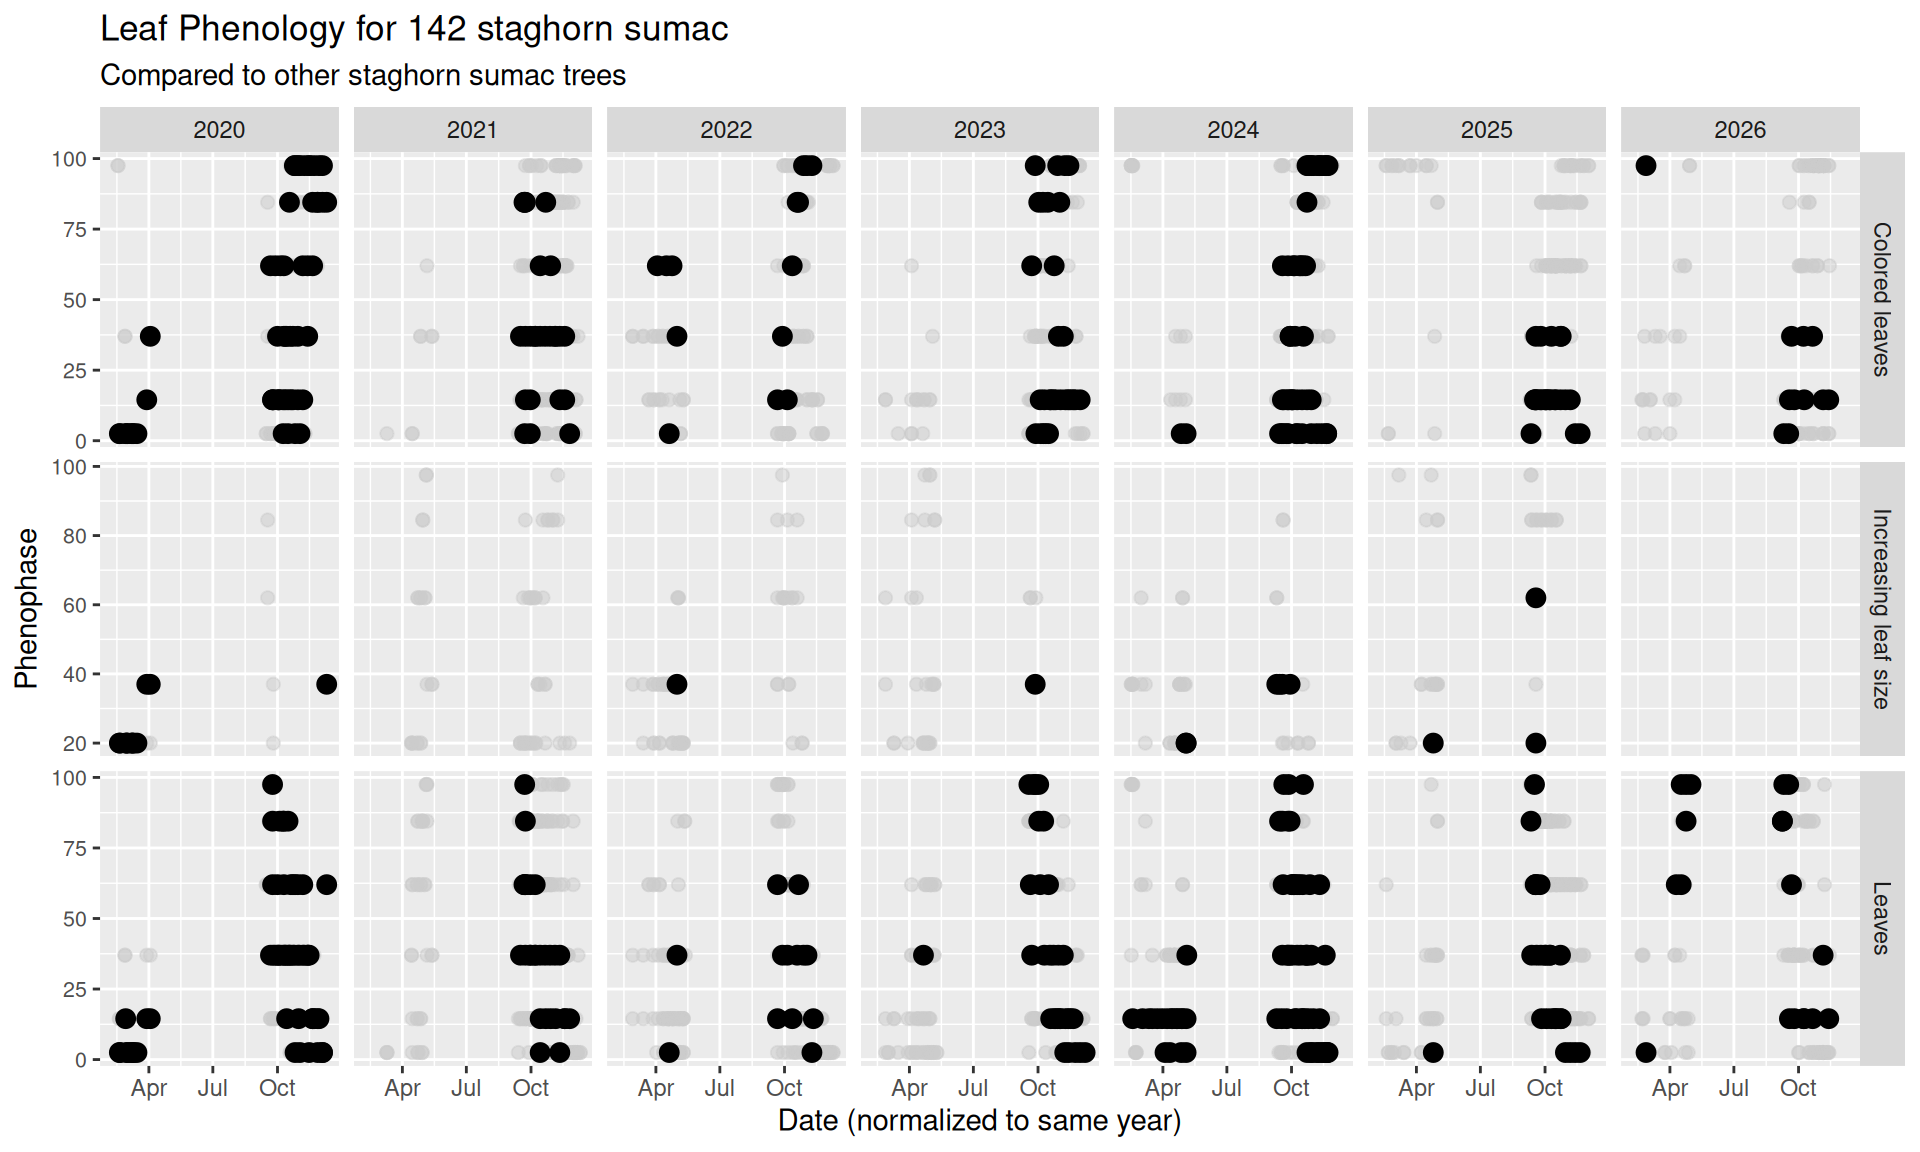 Leaf Phenology for 142 staghorn sumac
Compared to other staghorn sumac trees
2020 2021 2022 2023 2024 2025 2026
100
75
50
25
0
Colored leaves
100
80
60
40
20
Increasing leaf size
100
75
50
25
0
Leaves
Phenophase
Apr Jul Oct Apr Jul Oct Apr Jul Oct Apr Jul Oct Apr Jul Oct Apr Jul Oct Apr Jul Oct
Date (normalized to same year)